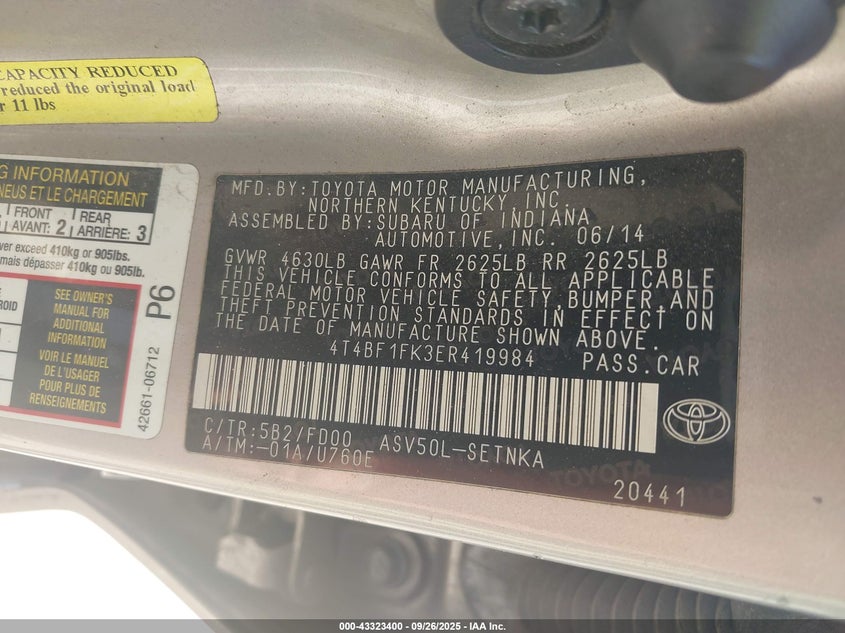 CAPACITY REDUCED
reduced the original load
r 11 lbs
G INFORMATION
NEUS ET LE CHARGEMENT
FRONT REAR
AVANT: 2 ARRIÈRE: 3
ver exceed 410kg or 905lbs.
mais dépasser 410kg ou 905lb.
SEE OWNER'S
MANUAL FOR
ADDITIONAL
INFORMATION
VOIR LE MANUEL
DE L'USAGER
POUR PLUS DE
RENSEIGNEMENTS
P6
42661-06712
MFD.BY:TOYOTA MOTOR MANUFACTURING,
NORTHERN KENTUCKY,INC.
ASSEMBLED BY:SUBARU OF INDIANA
AUTOMOTIVE,INC. 06/14
GVWR 4630LB GAWR FR 2625LB RR 2625LB
THIS VEHICLE CONFORMS TO ALL APPLICABLE
FEDERAL MOTOR VEHICLE SAFETY,BUMPER,AND
THEFT PREVENTION STANDARDS IN EFFECT ON
THE DATE OF MANUFACTURE SHOWN ABOVE.
4T4BF1FK3ER419984 PASS.CAR
C/TR:5B2/FD00 ASV50L-SETNKA
A/TM:-01A/U760E
20441
000-43323400 - 09/26/2025 - IAA Inc.